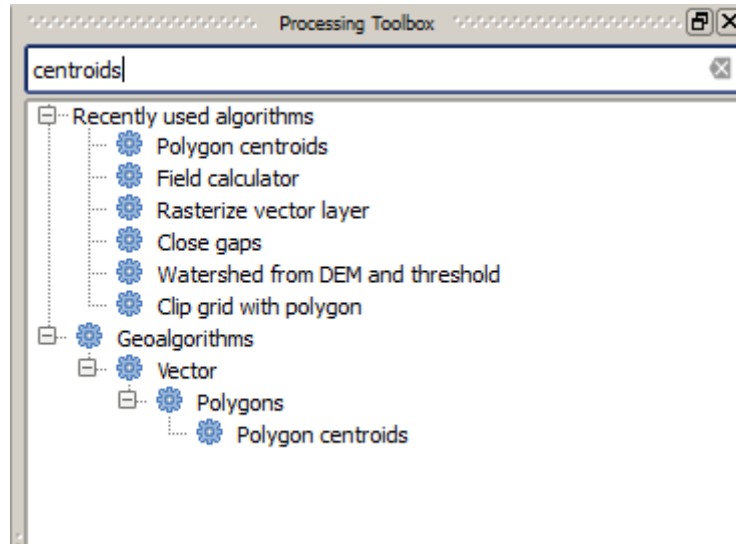 Processing Toolbox
centroids
Recently used algorithms
Polygon centroids
Field calculator
Rasterize vector layer
Close gaps
Watershed from DEM and threshold
Clip grid with polygon
Geoalgorithms
Vector
Polygons
Polygon centroids